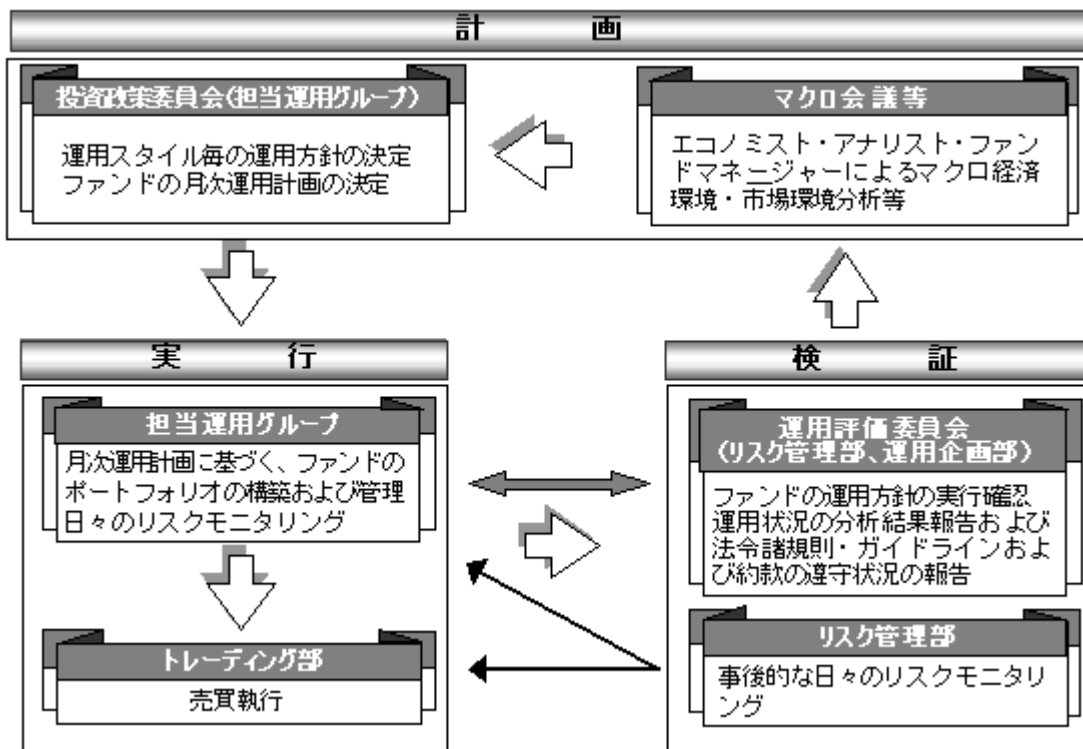 計画
投資政策委員会(担当運用グループ)
運用スタイル毎の運用方針の決定
ファンドの月次運用計画の決定
マクロ会議等
エコノミスト・アナリスト・ファン
ドマネージャーによるマクロ経済
環境・市場環境分析等
実行
担当運用グループ
月次運用計画に基づく、ファンドの
ポートフォリオの構築および管理
日々のリスクモニタリング
トレーディング部
売買執行
検証
運用評価委員会
(リスク管理部、運用企画部)
ファンドの運用方針の実行確認
運用状況の分析結果報告および
法令諸規則・ガイドラインおよ
び約款の遵守状況の報告
リスク管理部
事後的な日々のリスクモニタリ
ング